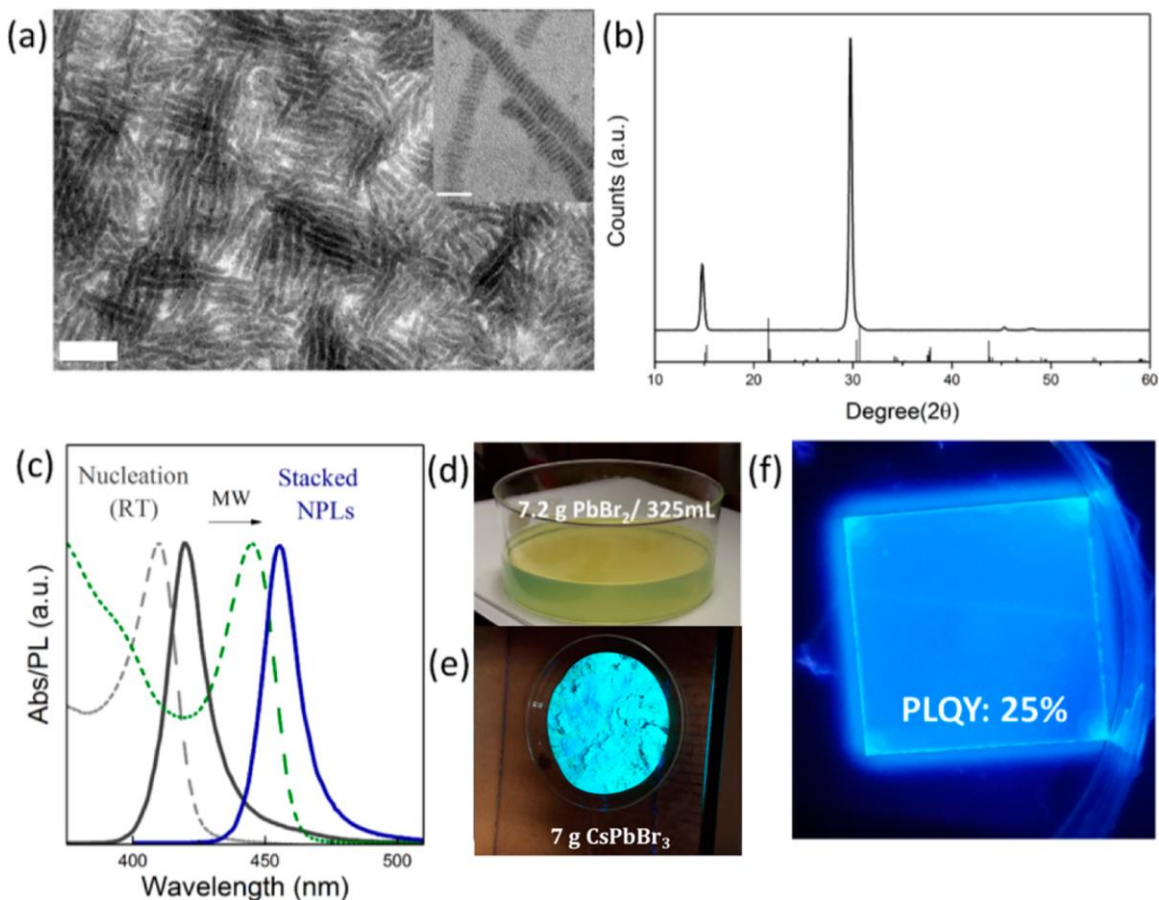 (a)
(b)
Counts (a.u.)
10 20 30 40 50 60
Degree(2θ)
(c)
Nucleation
(RT)
MW
Stacked
NPLs
Abs/PL (a.u.)
400 450 500
Wavelength (nm)
(d)
7.2 g PbBr₂/ 325mL
(e)
7 g CsPbBr₃
(f)
PLQY: 25%